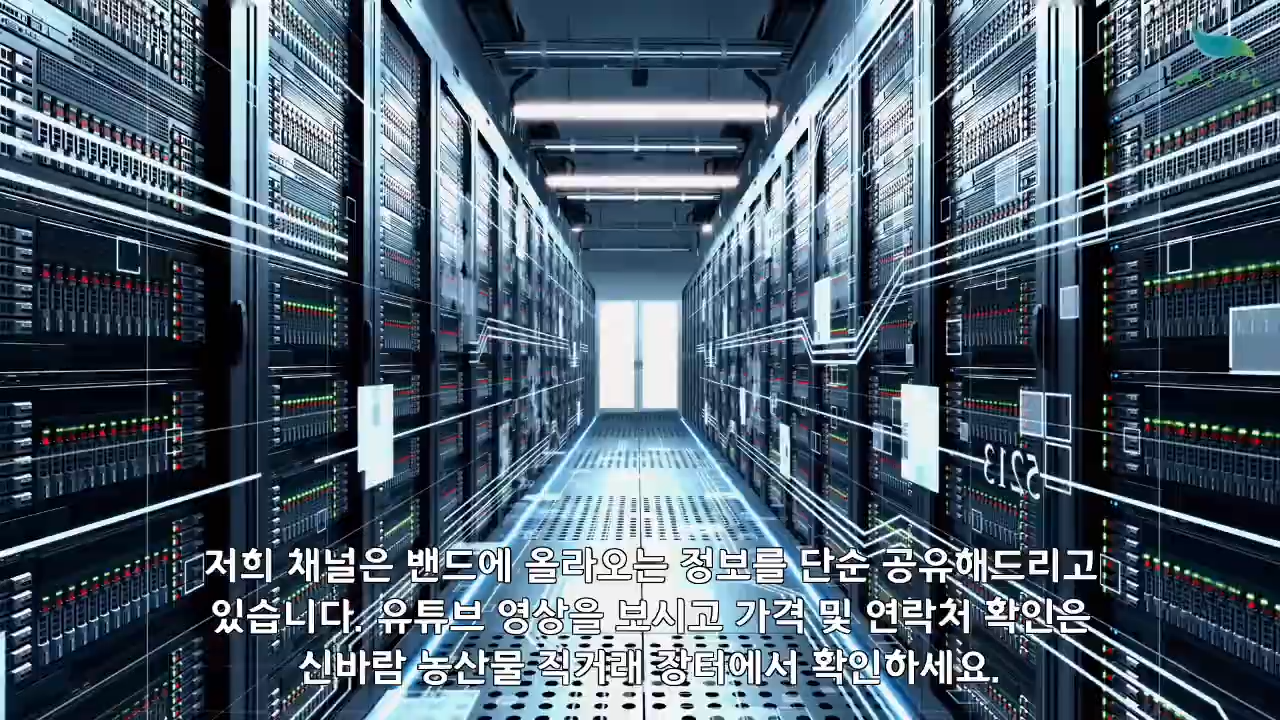 저희 채널은 밴드에 올라오는 정보를 단순 공유해드리고
있습니다. 유튜브 영상을 보시고 가격 및 연락처 확인은
신바람 농산물 직거래 장터에서 확인하세요.